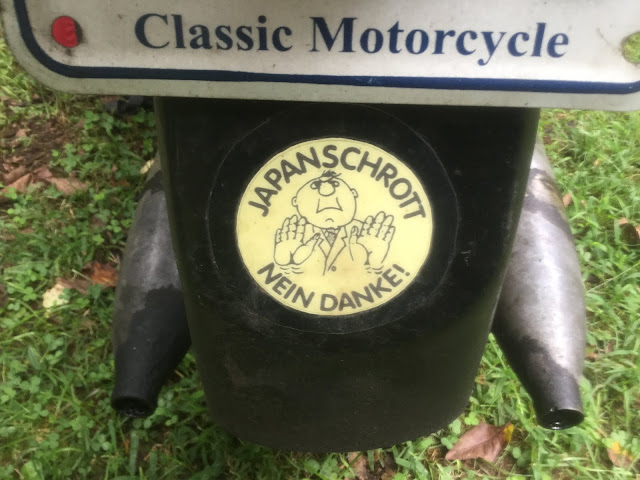 Classic Motorcycle
JAPANSCHROTT
NEIN DANKE!